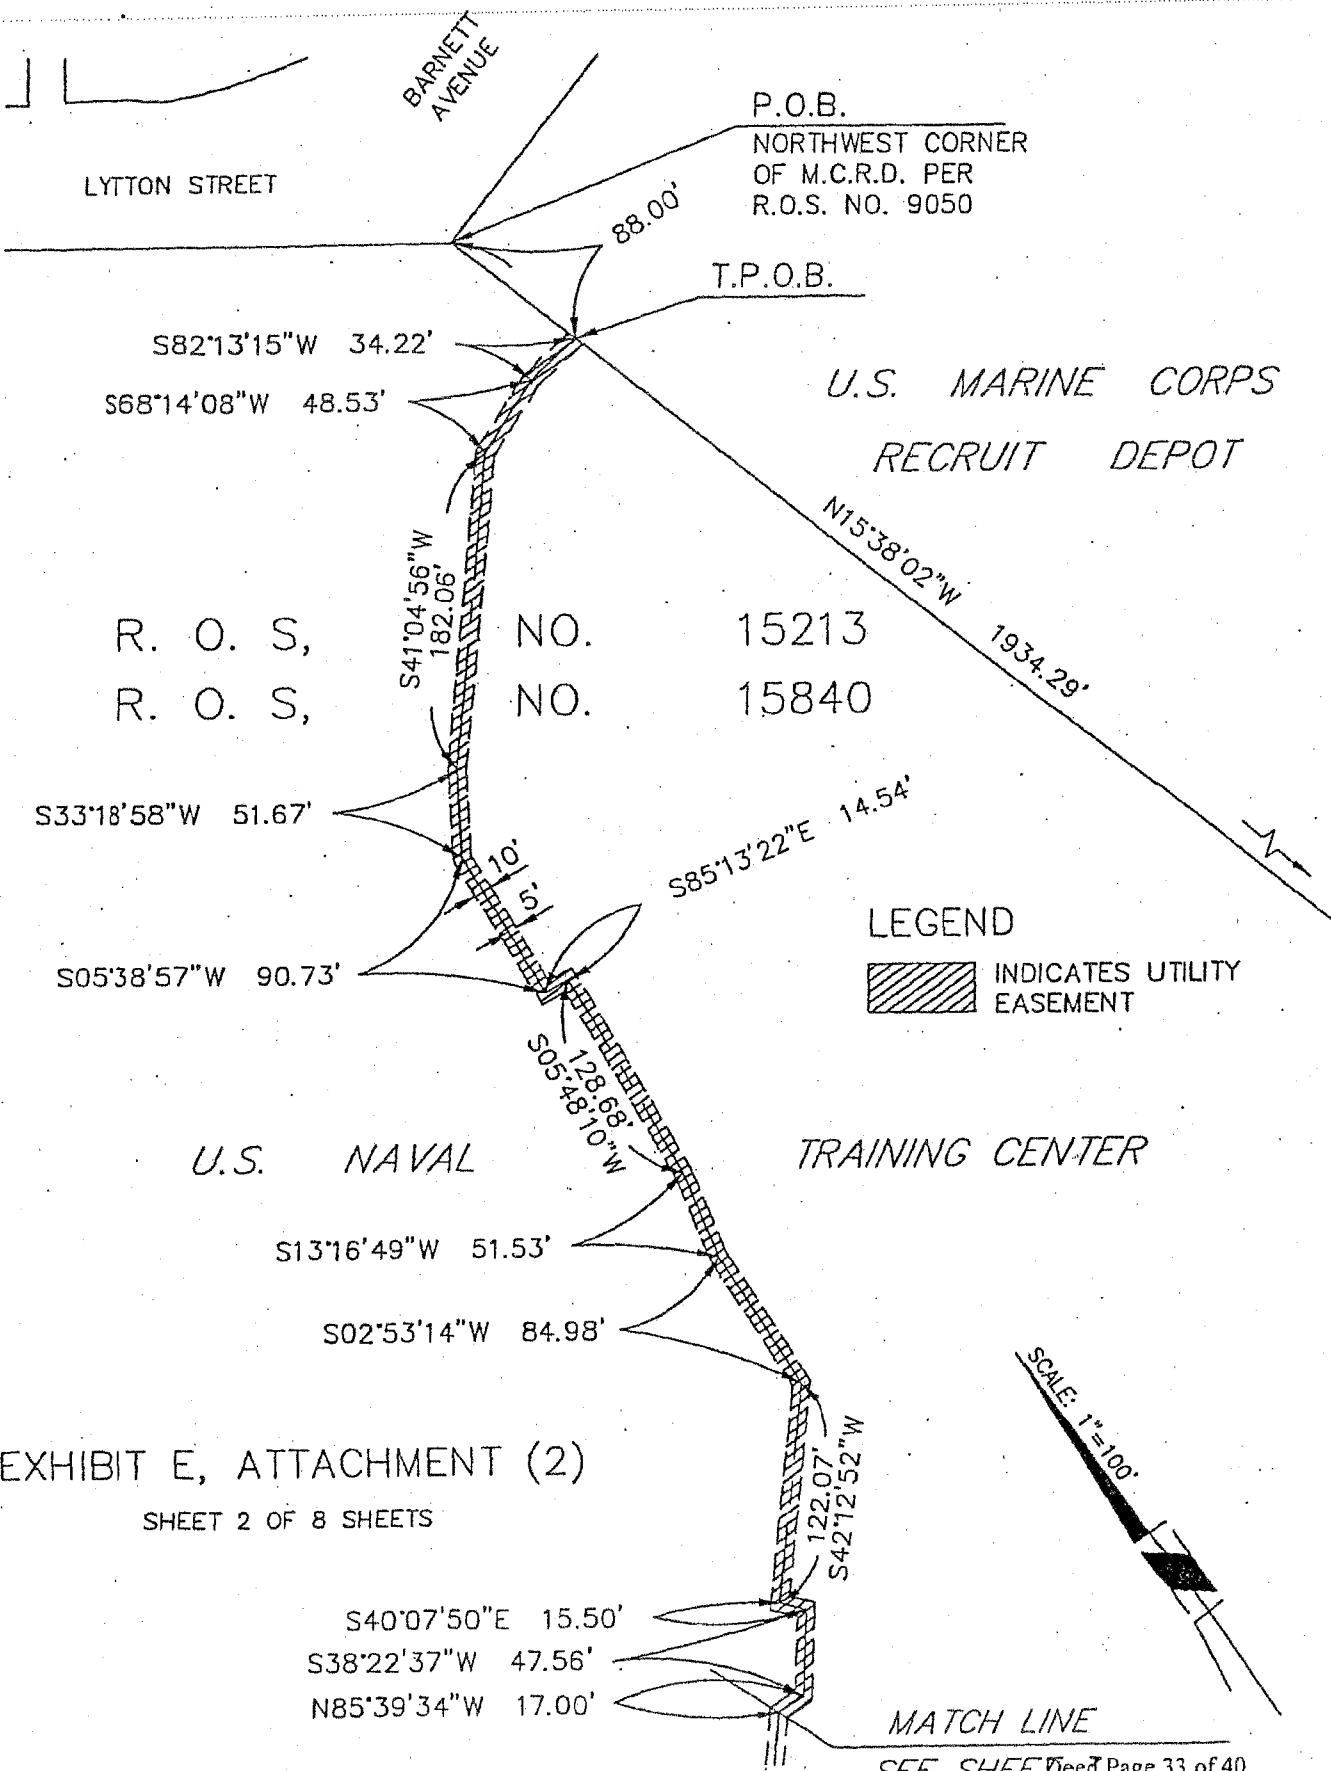 BARNETT
AVENUE
P.O.B.
NORTHWEST CORNER
OF M.C.R.D. PER
R.O.S. NO. 9050
LYTTON STREET
88.00'
T.P.O.B.
S82°13'15"W 34.22'
S68°14'08"W 48.53'
U.S. MARINE CORPS
RECRUIT DEPOT
N15°38'02"W 1934.29'
S41°04'56"W
182.06'
R. O. S, NO. 15213
R. O. S, NO. 15840
S33°18'58"W 51.67'
10'
5'
S85°13'22"E 14.54'
LEGEND
INDICATES UTILITY
EASEMENT
S05°38'57"W 90.73'
128.68'
S05°48'10"W
U.S. NAVAL TRAINING CENTER
S13°16'49"W 51.53'
S02°53'14"W 84.98'
SCALE: 1"=100'
122.07'
S42°12'52"W
EXHIBIT E, ATTACHMENT (2)
SHEET 2 OF 8 SHEETS
S40°07'50"E 15.50'
S38°22'37"W 47.56'
N85°39'34"W 17.00'
MATCH LINE
SEE SHEET
Deed Page 33 of 40